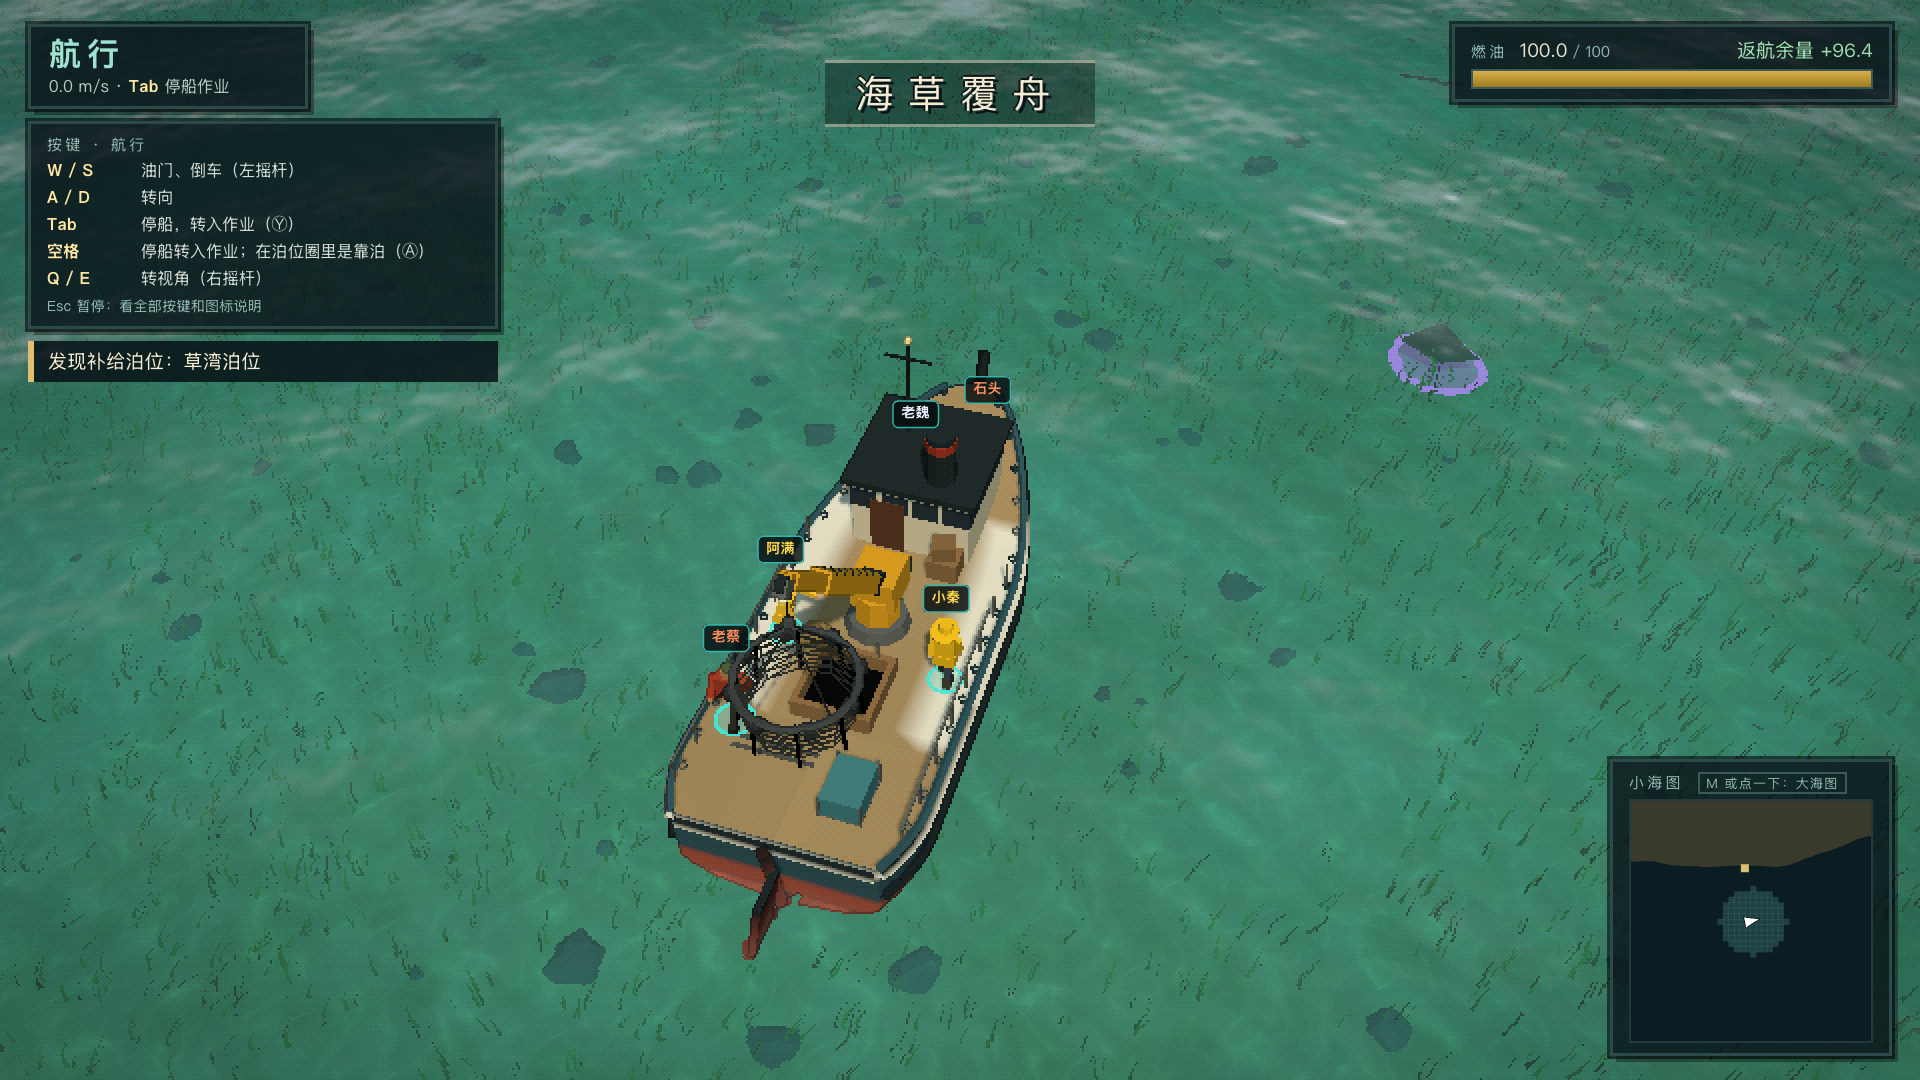 航行
0.0 m/s · Tab 停船作业
按键 · 航行
W / S 油门、倒车（左摇杆）
A / D 转向
Tab 停船，转入作业（Ⓨ）
空格 停船转入作业；在泊位圈里是靠泊（Ⓐ）
Q / E 转视角（右摇杆）
Esc 暂停：看全部按键和图标说明
发现补给泊位：草湾泊位
海草覆舟
燃油 100.0 / 100 返航余量 +96.4
石头
老魏
阿满
小秦
老蔡
小海图 M 或点一下：大海图